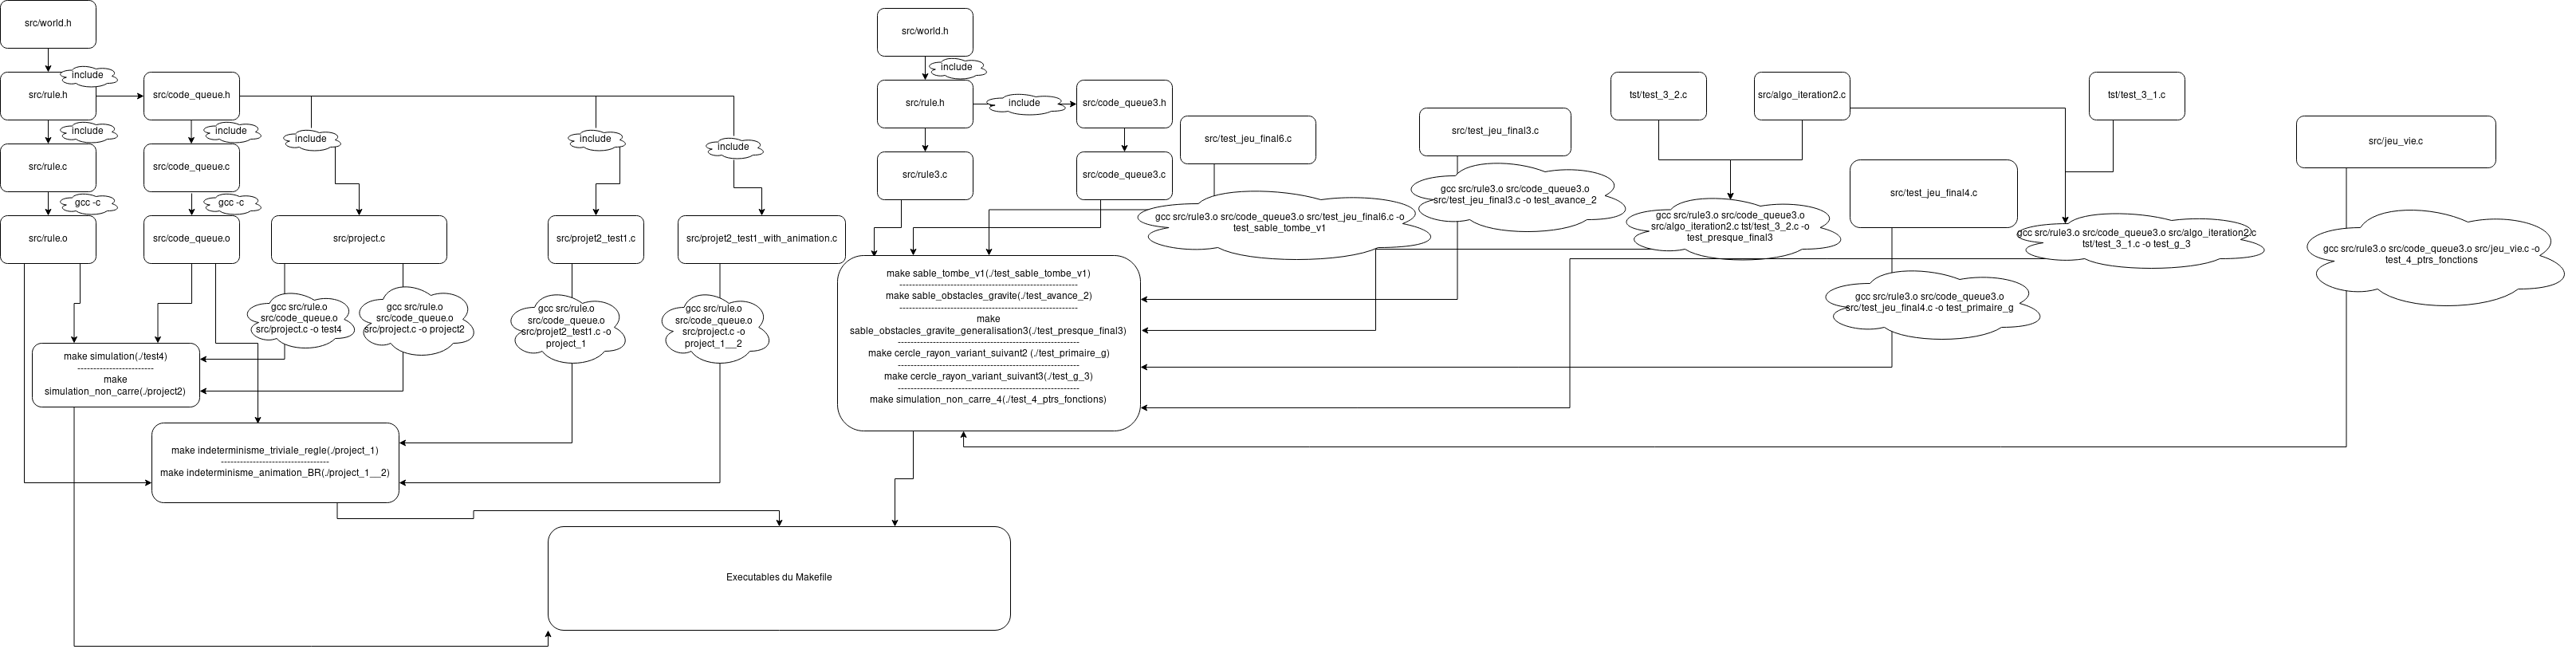 src/world.h
src/world.h
include
include
src/rule.h
src/code_queue.h
src/rule.h
include
src/code_queue3.h
tst/test_3_2.c
src/algo_iteration2.c
tst/test_3_1.c
include
include
include
include
include
src/test_jeu_final6.c
src/test_jeu_final3.c
src/jeu_vie.c
src/rule.c
src/code_queue.c
src/rule3.c
src/code_queue3.c
gcc src/rule3.o src/code_queue3.o
src/test_jeu_final3.c -o test_avance_2
src/test_jeu_final4.c
gcc -c
gcc -c
gcc src/rule3.o src/code_queue3.o src/test_jeu_final6.c -o
test_sable_tombe_v1
gcc src/rule3.o src/code_queue3.o
src/algo_iteration2.c tst/test_3_2.c -o
test_presque_final3
gcc src/rule3.o src/code_queue3.o src/algo_iteration2.c
tst/test_3_1.c -o test_g_3
src/rule.o
src/code_queue.o
src/project.c
src/projet2_test1.c
src/projet2_test1_with_animation.c
gcc src/rule3.o src/code_queue3.o src/jeu_vie.c -o
test_4_ptrs_fonctions
gcc src/rule.o
src/code_queue.o
src/project.c -o test4
gcc src/rule.o
src/code_queue.o
src/project.c -o project2
gcc src/rule.o
src/code_queue.o
src/projet2_test1.c -o
project_1
gcc src/rule.o
src/code_queue.o
src/project.c -o
project_1__2
make sable_tombe_v1(./test_sable_tombe_v1)
--------------------------------------------------------
make sable_obstacles_gravite(./test_avance_2)
--------------------------------------------------------
make
sable_obstacles_gravite_generalisation3(./test_presque_final3)
---------------------------------------------------------
make cercle_rayon_variant_suivant2 (./test_primaire_g)
---------------------------------------------------------
make cercle_rayon_variant_suivant3(./test_g_3)
---------------------------------------------------------
make simulation_non_carre_4(./test_4_ptrs_fonctions)
gcc src/rule3.o src/code_queue3.o
src/test_jeu_final4.c -o test_primaire_g
make simulation(./test4)
------------------------
make
simulation_non_carre(./project2)
make indeterminisme_triviale_regle(./project_1)
----------------------------------
make indeterminisme_animation_BR(./project_1__2)
Executables du Makefile